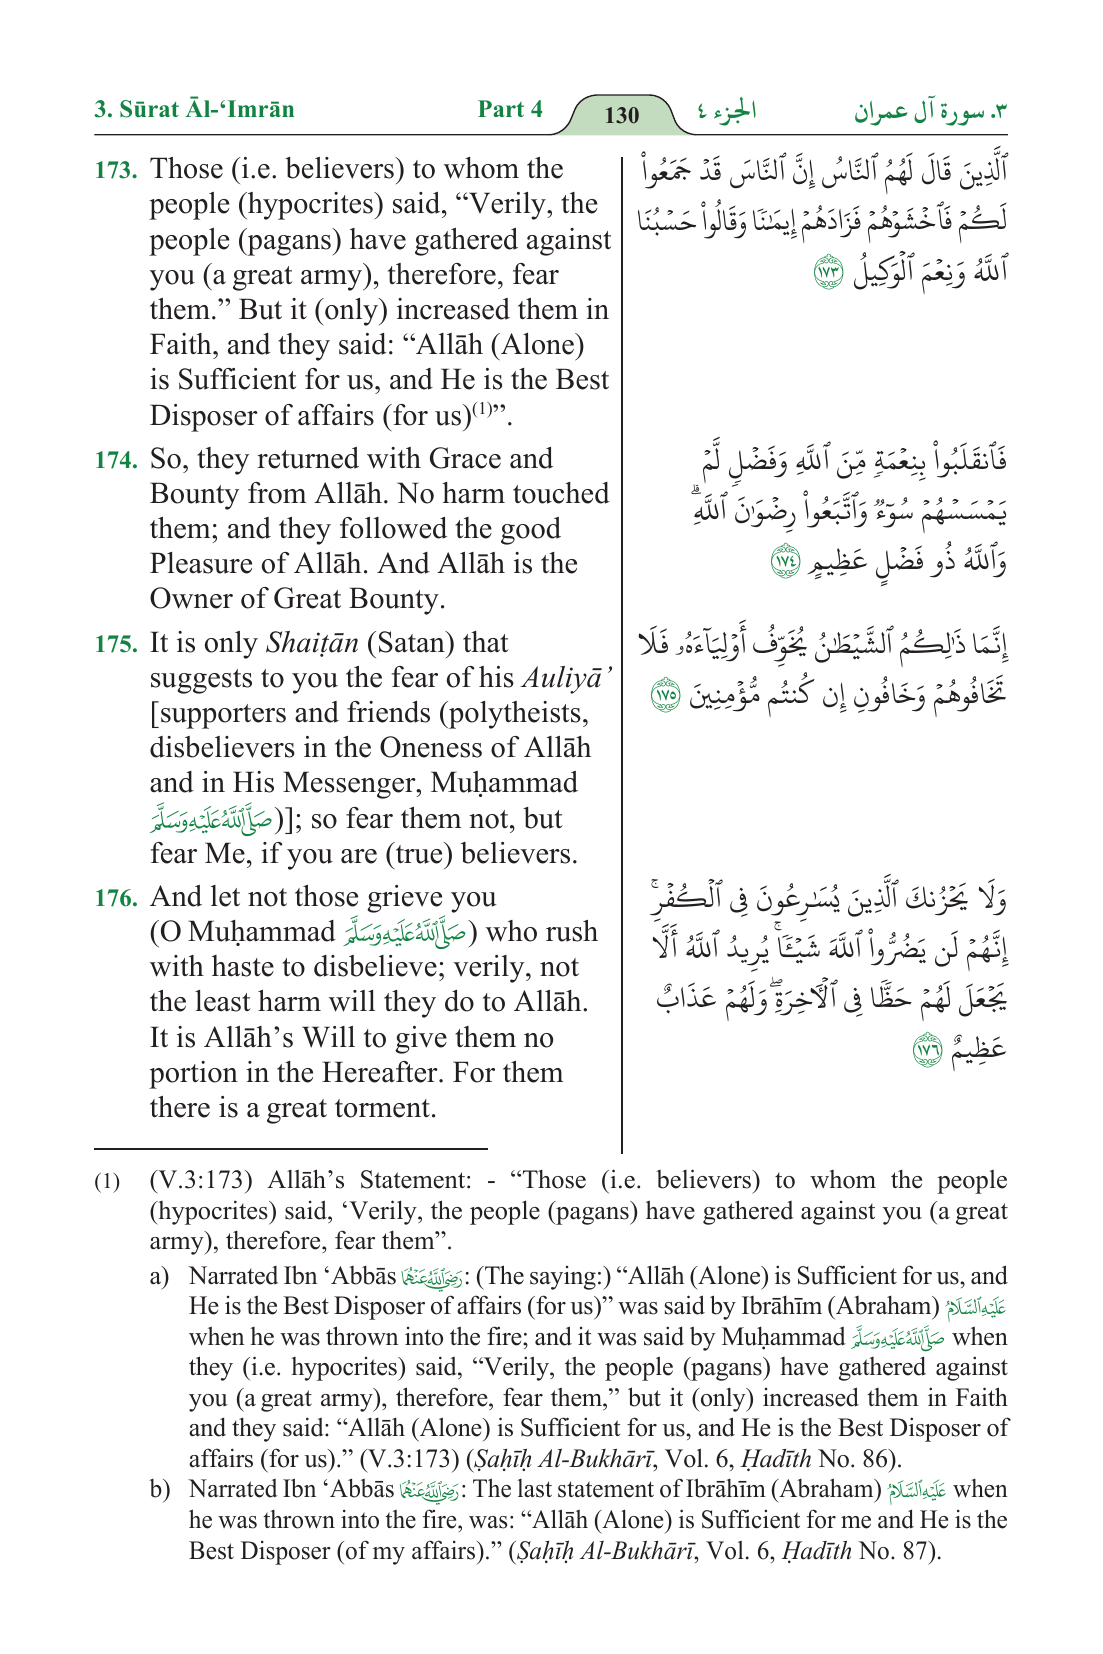 3. Sūrat Āl-‘Imrān
Part 4
130
الجزء ٤
٣. سورة آل عمران
173. Those (i.e. believers) to whom the
people (hypocrites) said, “Verily, the
people (pagans) have gathered against
you (a great army), therefore, fear
them.” But it (only) increased them in
Faith, and they said: “Allāh (Alone)
is Sufficient for us, and He is the Best
Disposer of affairs (for us)(1)”.
ٱلَّذِينَ قَالَ لَهُمُ ٱلنَّاسُ إِنَّ ٱلنَّاسَ قَدْ جَمَعُواْ
لَكُمْ فَٱخْشَوْهُمْ فَزَادَهُمْ إِيمَٰنًا وَقَالُواْ حَسْبُنَا
ٱللَّهُ وَنِعْمَ ٱلْوَكِيلُ ١٧٣
174. So, they returned with Grace and
Bounty from Allāh. No harm touched
them; and they followed the good
Pleasure of Allāh. And Allāh is the
Owner of Great Bounty.
فَٱنقَلَبُواْ بِنِعْمَةٍ مِّنَ ٱللَّهِ وَفَضْلٍ لَّمْ
يَمْسَسْهُمْ سُوٓءٌ وَٱتَّبَعُواْ رِضْوَٰنَ ٱللَّهِۗ
وَٱللَّهُ ذُو فَضْلٍ عَظِيمٍ ١٧٤
175. It is only Shaiṭān (Satan) that
suggests to you the fear of his Auliyā’
[supporters and friends (polytheists,
disbelievers in the Oneness of Allāh
and in His Messenger, Muḥammad
صَلَّى ٱللَّهُ عَلَيْهِ وَسَلَّمَ)]; so fear them not, but
fear Me, if you are (true) believers.
إِنَّمَا ذَٰلِكُمُ ٱلشَّيْطَٰنُ يُخَوِّفُ أَوْلِيَآءَهُۥ فَلَا
تَخَافُوهُمْ وَخَافُونِ إِن كُنتُم مُّؤْمِنِينَ ١٧٥
176. And let not those grieve you
(O Muḥammad صَلَّى ٱللَّهُ عَلَيْهِ وَسَلَّمَ) who rush
with haste to disbelieve; verily, not
the least harm will they do to Allāh.
It is Allāh’s Will to give them no
portion in the Hereafter. For them
there is a great torment.
وَلَا يَحْزُنكَ ٱلَّذِينَ يُسَٰرِعُونَ فِى ٱلْكُفْرِۚ
إِنَّهُمْ لَن يَضُرُّواْ ٱللَّهَ شَيْـًٔاۚ يُرِيدُ ٱللَّهُ أَلَّا
يَجْعَلَ لَهُمْ حَظًّا فِى ٱلْءَاخِرَةِۖ وَلَهُمْ عَذَابٌ
عَظِيمٌ ١٧٦
(1) (V.3:173) Allāh’s Statement: - “Those (i.e. believers) to whom the people
(hypocrites) said, ‘Verily, the people (pagans) have gathered against you (a great
army), therefore, fear them”.
a) Narrated Ibn ‘Abbās رَضِيَ ٱللَّهُ عَنْهُمَا: (The saying:) “Allāh (Alone) is Sufficient for us, and
He is the Best Disposer of affairs (for us)” was said by Ibrāhīm (Abraham) عَلَيْهِ ٱلسَّلَامُ
when he was thrown into the fire; and it was said by Muḥammad صَلَّى ٱللَّهُ عَلَيْهِ وَسَلَّمَ when
they (i.e. hypocrites) said, “Verily, the people (pagans) have gathered against
you (a great army), therefore, fear them,” but it (only) increased them in Faith
and they said: “Allāh (Alone) is Sufficient for us, and He is the Best Disposer of
affairs (for us).” (V.3:173) (Ṣaḥīḥ Al-Bukhārī, Vol. 6, Ḥadīth No. 86).
b) Narrated Ibn ‘Abbās رَضِيَ ٱللَّهُ عَنْهُمَا: The last statement of Ibrāhīm (Abraham) عَلَيْهِ ٱلسَّلَامُ when
he was thrown into the fire, was: “Allāh (Alone) is Sufficient for me and He is the
Best Disposer (of my affairs).” (Ṣaḥīḥ Al-Bukhārī, Vol. 6, Ḥadīth No. 87).